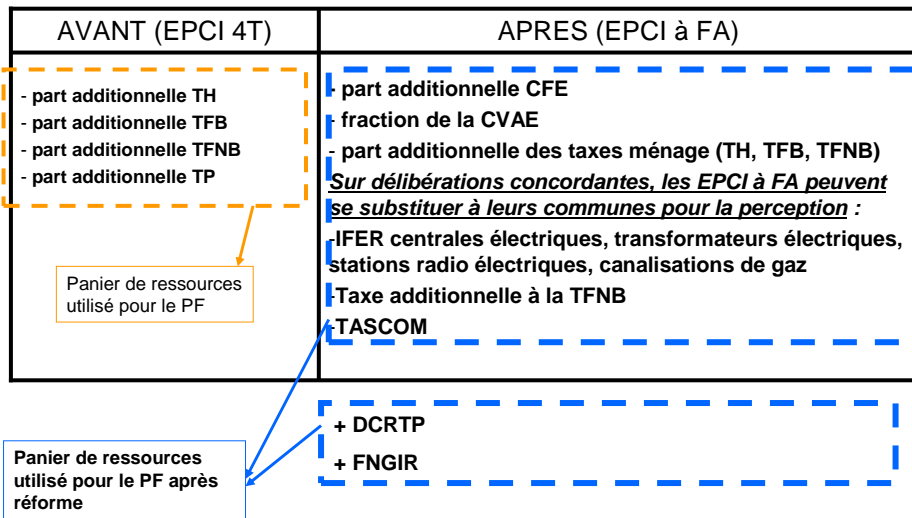 AVANT (EPCI 4T)
APRES (EPCI à FA)
- part additionnelle TH
- part additionnelle TFB
- part additionnelle TFNB
- part additionnelle TP
Panier de ressources
utilisé pour le PF
- part additionnelle CFE
- fraction de la CVAE
- part additionnelle des taxes ménage (TH, TFB, TFNB)
Sur délibérations concordantes, les EPCI à FA peuvent
se substituer à leurs communes pour la perception :
-IFER centrales électriques, transformateurs électriques,
stations radio électriques, canalisations de gaz
-Taxe additionnelle à la TFNB
-TASCOM
+ DCRTP
+ FNGIR
Panier de ressources
utilisé pour le PF après
réforme